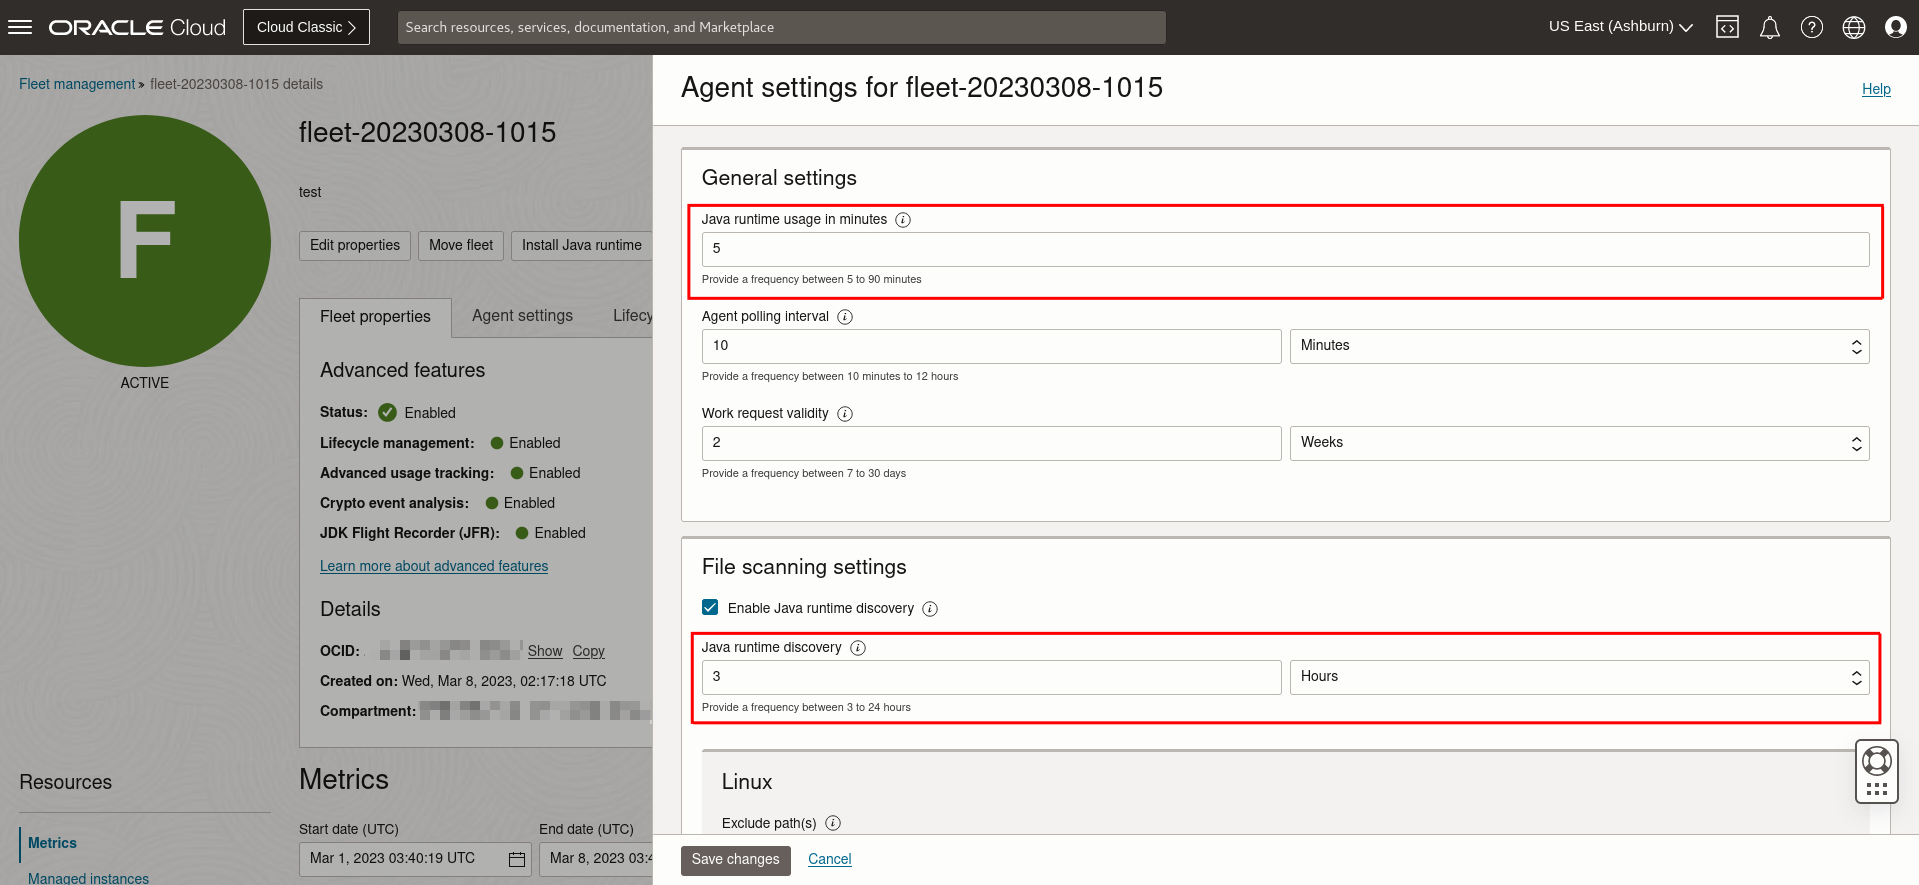 ORACLE Cloud
Cloud Classic
Search resources, services, documentation, and Marketplace
US East (Ashburn)
Fleet management » fleet-20230308-1015 details
F
ACTIVE
fleet-20230308-1015
test
Edit properties
Move fleet
Install Java runtime
Fleet properties
Agent settings
Lifecy
Advanced features
Status: Enabled
Lifecycle management: Enabled
Advanced usage tracking: Enabled
Crypto event analysis: Enabled
JDK Flight Recorder (JFR): Enabled
Learn more about advanced features
Details
OCID: Show Copy
Created on: Wed, Mar 8, 2023, 02:17:18 UTC
Compartment:
Resources
Metrics
Managed instances
Metrics
Start date (UTC)
Mar 1, 2023 03:40:19 UTC
End date (UTC)
Mar 8, 2023 03:4
Agent settings for fleet-20230308-1015
Help
General settings
Java runtime usage in minutes
5
Provide a frequency between 5 to 90 minutes
Agent polling interval
10
Minutes
Provide a frequency between 10 minutes to 12 hours
Work request validity
2
Weeks
Provide a frequency between 7 to 30 days
File scanning settings
Enable Java runtime discovery
Java runtime discovery
3
Hours
Provide a frequency between 3 to 24 hours
Linux
Exclude path(s)
Save changes
Cancel